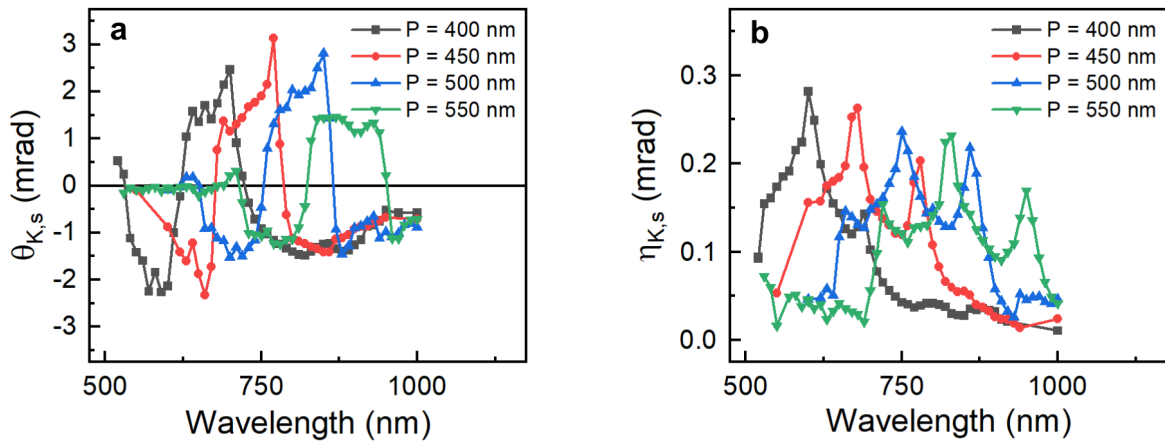 a
P = 400 nm
P = 450 nm
P = 500 nm
P = 550 nm
3
2
1
0
-1
-2
-3
θK,s (mrad)
500
750
1000
Wavelength (nm)
b
P = 400 nm
P = 450 nm
P = 500 nm
P = 550 nm
0.3
0.2
0.1
0.0
ηK,s (mrad)
500
750
1000
Wavelength (nm)